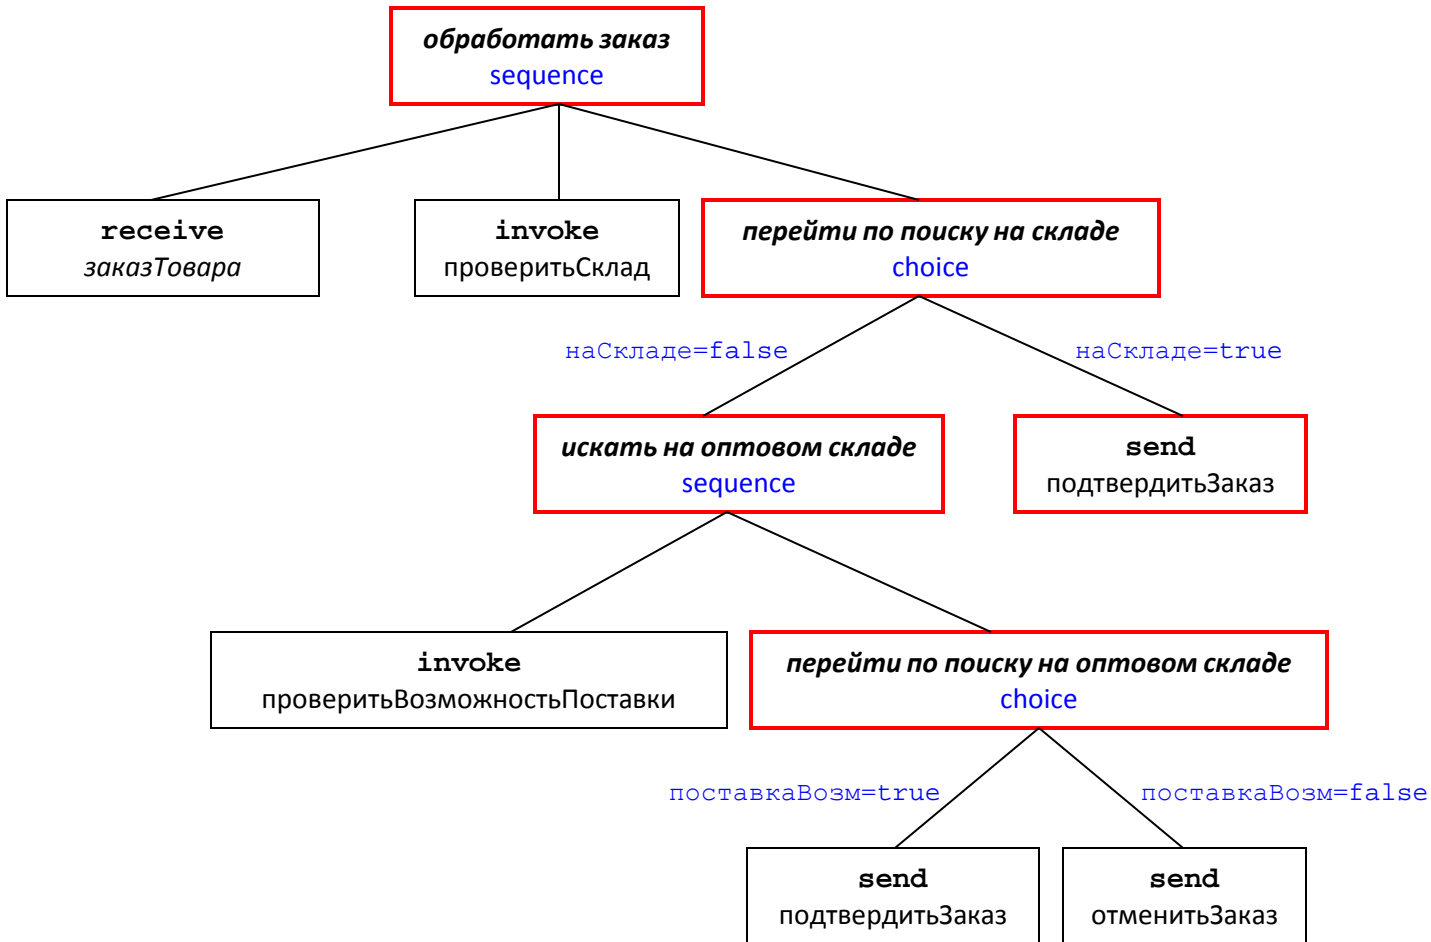 обработать заказ
sequence
receive
заказТовара
invoke
проверитьСклад
перейти по поиску на складе
choice
наСкладе=false
наСкладе=true
искать на оптовом складе
sequence
send
подтвердитьЗаказ
invoke
проверитьВозможностьПоставки
перейти по поиску на оптовом складе
choice
поставкаВозм=true
поставкаВозм=false
send
подтвердитьЗаказ
send
отменитьЗаказ